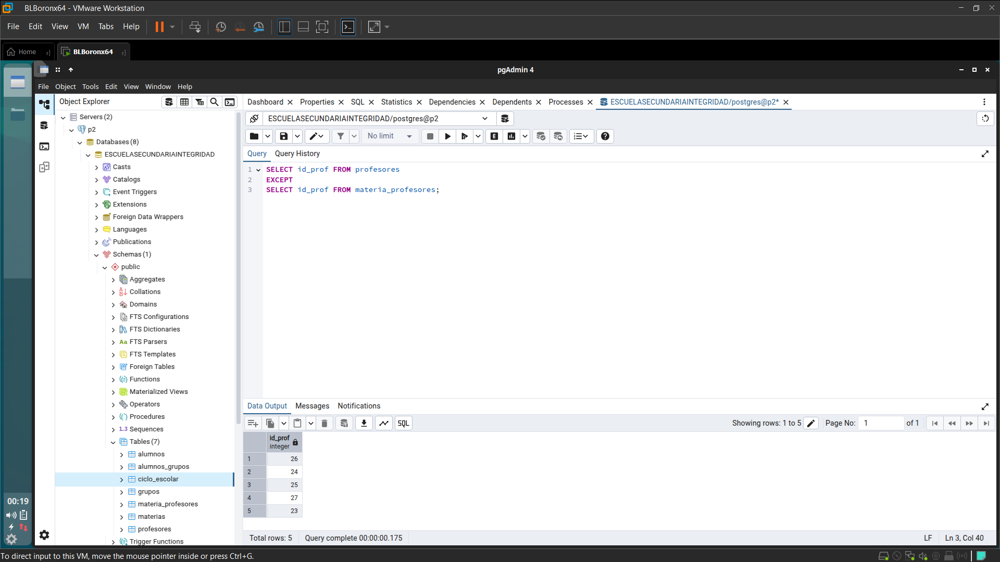 BLBoronx64 - VMware Workstation
File Edit View VM Tabs Help
Home
BLBoronx64
pgAdmin 4
File Object Tools Edit View Window Help
Object Explorer
Servers (2)
p2
Databases (8)
ESCUELASECUNDARIAINTEGRIDAD
Casts
Catalogs
Event Triggers
Extensions
Foreign Data Wrappers
Languages
Publications
Schemas (1)
public
Aggregates
Collations
Domains
FTS Configurations
FTS Dictionaries
Aa FTS Parsers
FTS Templates
Foreign Tables
Functions
Materialized Views
Operators
Procedures
1..3 Sequences
Tables (7)
alumnos
alumnos_grupos
ciclo_escolar
grupos
materia_profesores
materias
profesores
Trigger Functions
Dashboard Properties SQL Statistics Dependencies Dependents Processes ESCUELASECUNDARIAINTEGRIDAD/postgres@p2*
ESCUELASECUNDARIAINTEGRIDAD/postgres@p2
No limit E
Query Query History
1 SELECT id_prof FROM profesores
2 EXCEPT
3 SELECT id_prof FROM materia_profesores;
Data Output Messages Notifications
SQL Showing rows: 1 to 5 Page No: 1 of 1
id_prof
integer
1 26
2 24
3 25
4 27
5 23
Total rows: 5 Query complete 00:00:00.175 LF Ln 3, Col 40
00:19
To direct input to this VM, move the mouse pointer inside or press Ctrl+G.